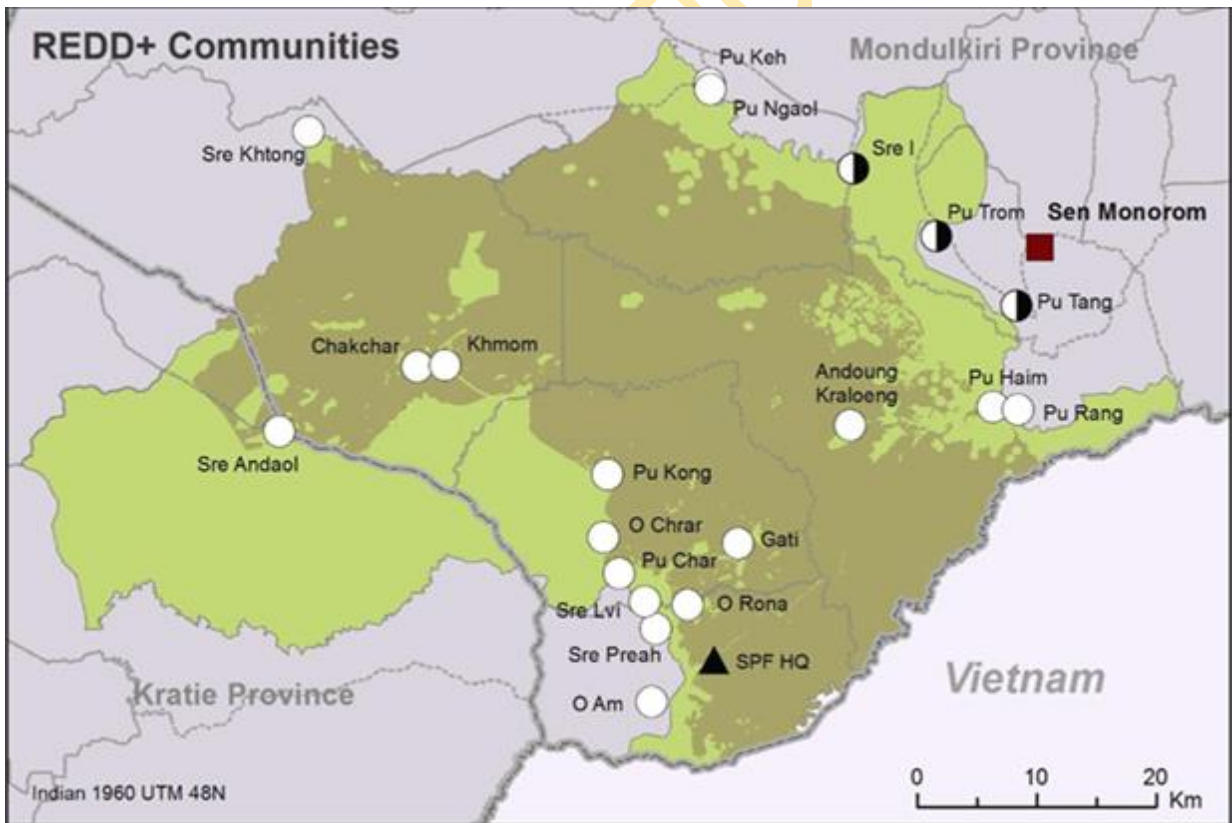 REDD+ Communities
Mondulkiri Province
Pu Keh
Pu Ngaol
Sre Khtong
Sre I
Pu Trom
Sen Monorom
Pu Tang
Chakchar
Khmom
Andoung
Kraloeng
Pu Haim
Pu Rang
Sre Andaol
Pu Kong
O Chrar
Gati
Pu Char
O Rona
Sre Lvi
Sre Preah
SPF HQ
O Am
Kratie Province
Vietnam
Indian 1960 UTM 48N
0 10 20
Km